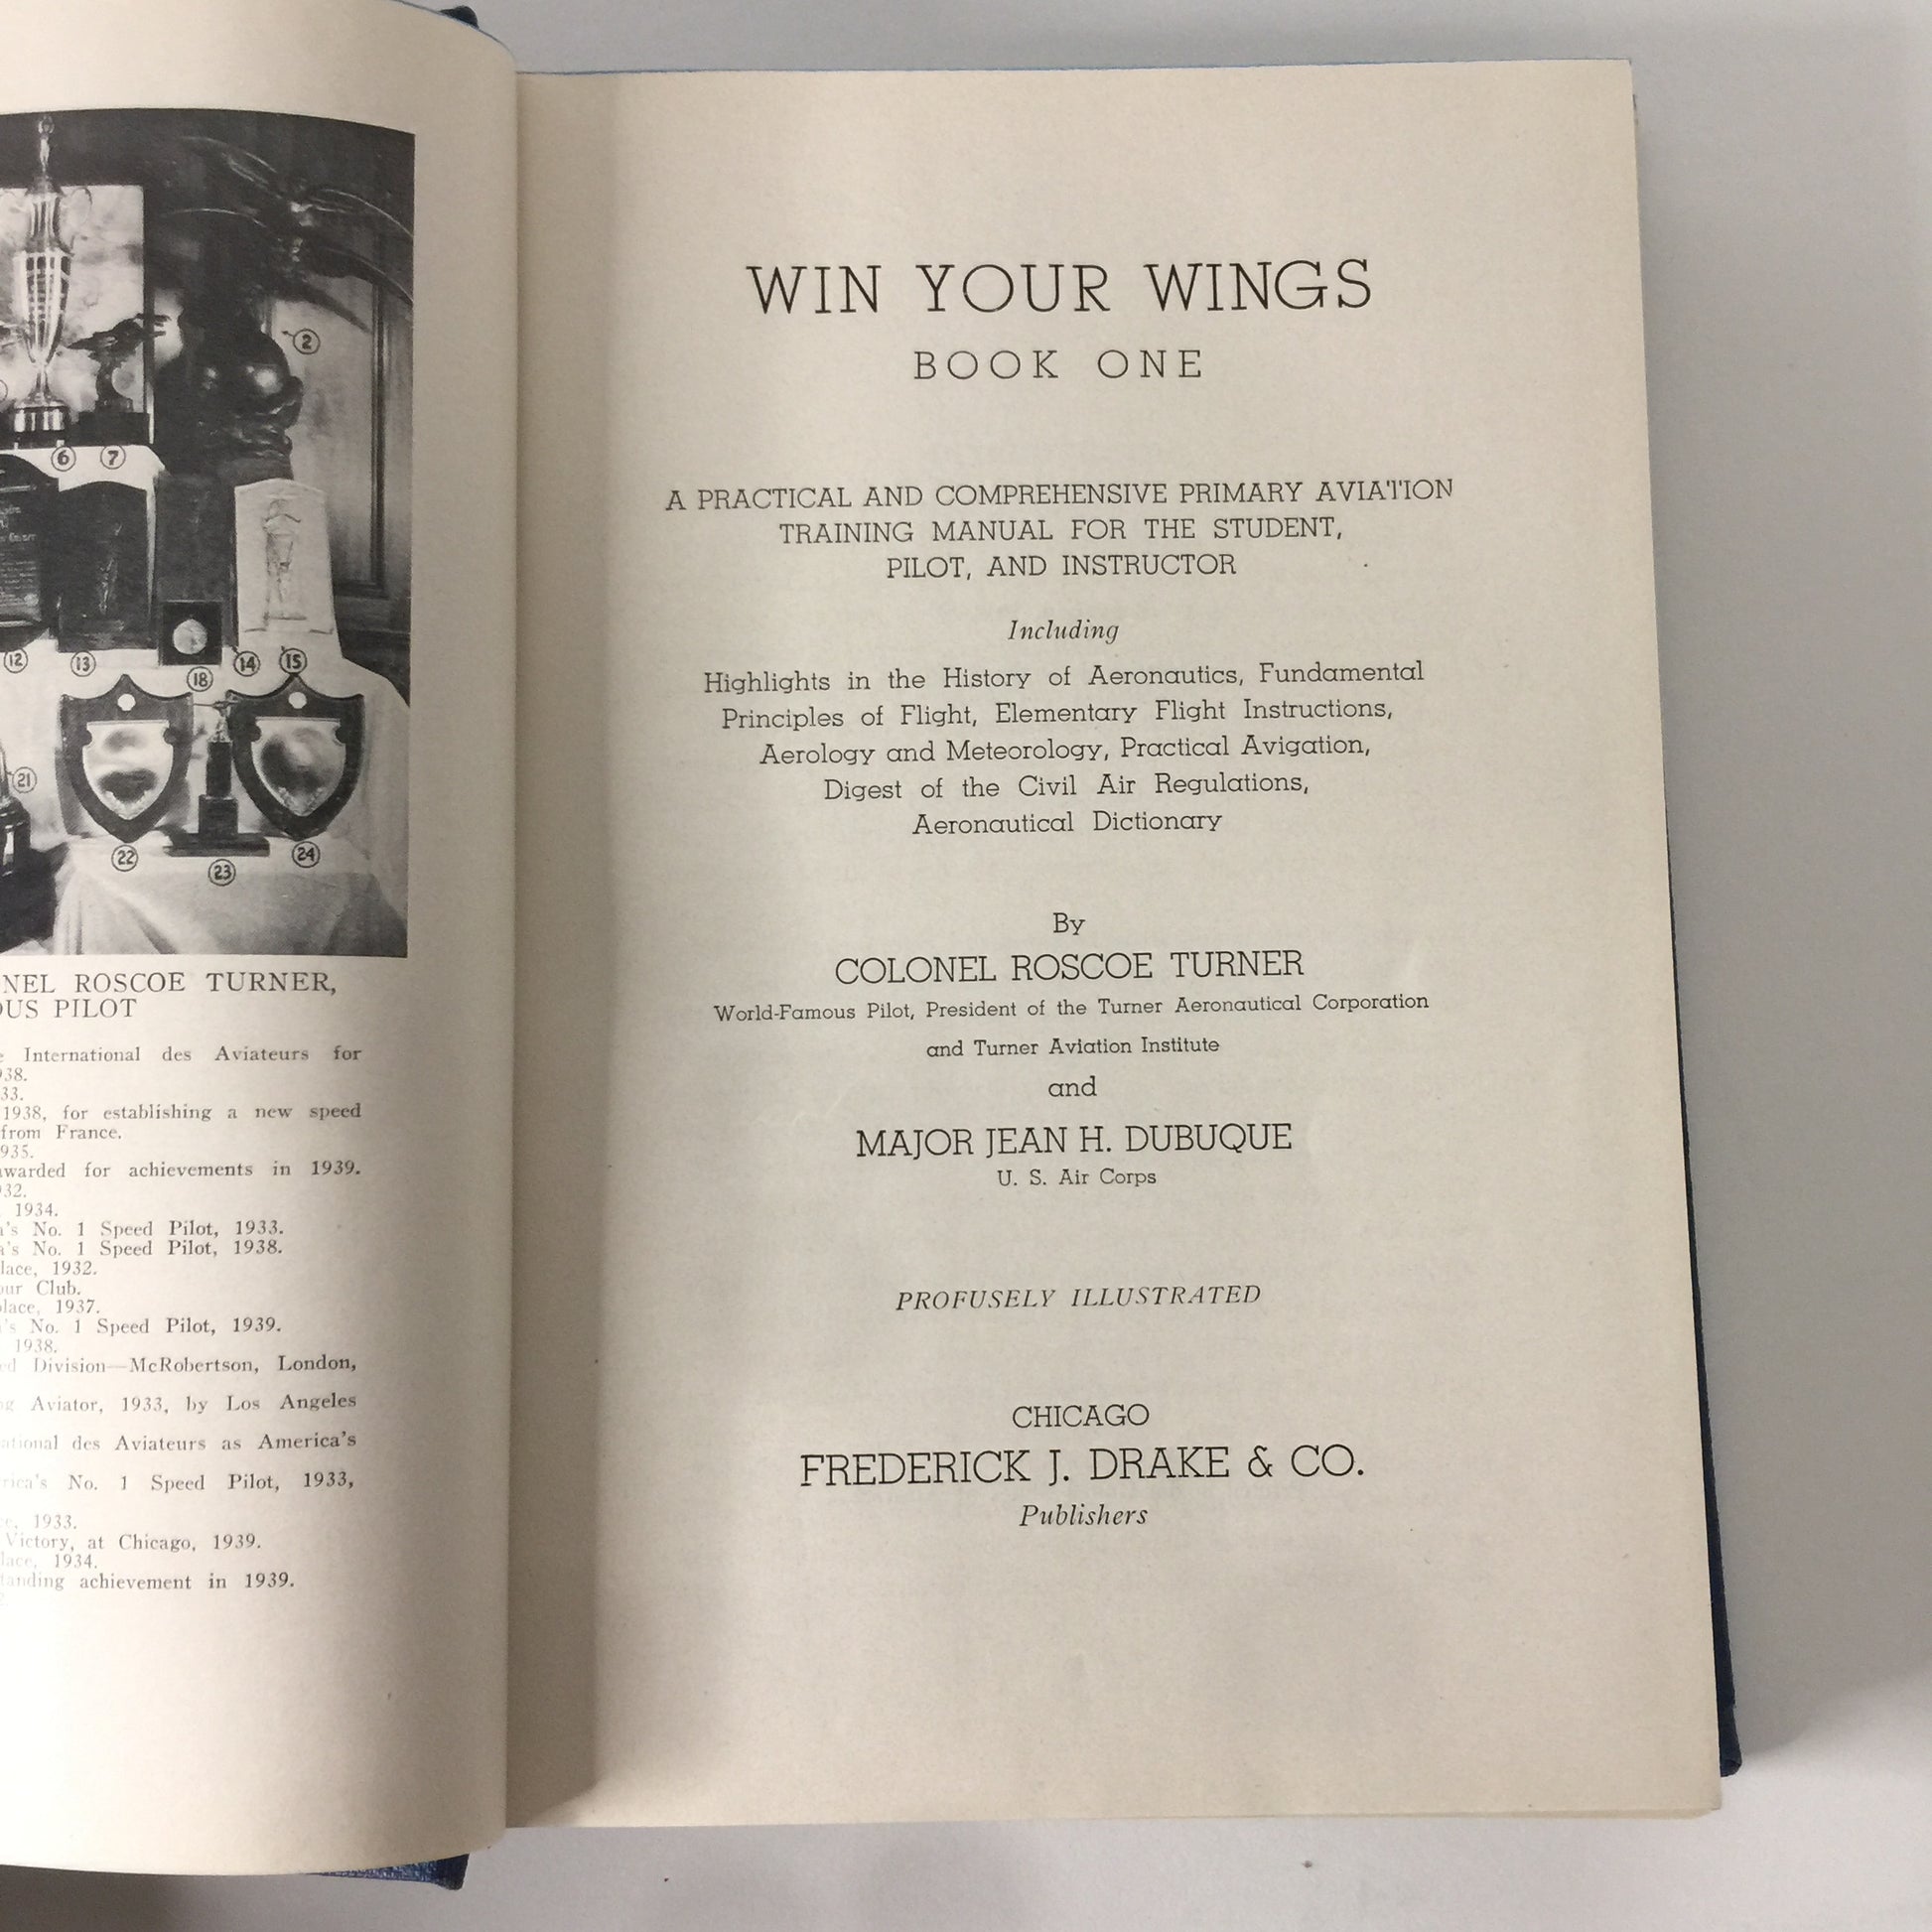 2
6 7
12 13 14 15
18
21
22 23 24
ROSCOE TURNER,
PILOT
International des Aviateurs for
1938, for establishing a new speed
from France.
for achievements in 1939.
1934.
No. 1 Speed Pilot, 1933.
No. 1 Speed Pilot, 1938.
1932.
Club.
1937.
No. 1 Speed Pilot, 1939.
1938.
Division—McRobertson, London,
Aviator, 1933, by Los Angeles
des Aviateurs as America's
No. 1 Speed Pilot, 1933,
1933.
Victory, at Chicago, 1939.
1934.
achievement in 1939.
WIN YOUR WINGS
BOOK ONE
A PRACTICAL AND COMPREHENSIVE PRIMARY AVIATION
TRAINING MANUAL FOR THE STUDENT,
PILOT, AND INSTRUCTOR
Including
Highlights in the History of Aeronautics, Fundamental
Principles of Flight, Elementary Flight Instructions,
Aerology and Meteorology, Practical Avigation,
Digest of the Civil Air Regulations,
Aeronautical Dictionary
By
COLONEL ROSCOE TURNER
World-Famous Pilot, President of the Turner Aeronautical Corporation
and Turner Aviation Institute
and
MAJOR JEAN H. DUBUQUE
U. S. Air Corps
PROFUSELY ILLUSTRATED
CHICAGO
FREDERICK J. DRAKE & CO.
Publishers